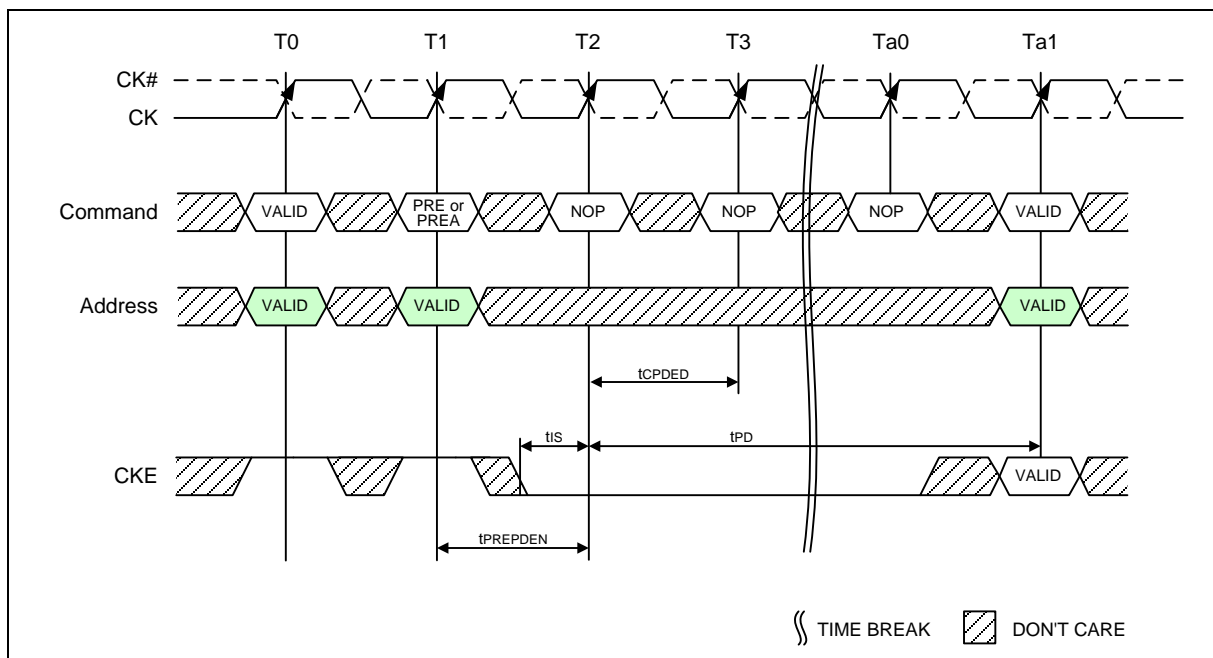 T0 T1 T2 T3 Ta0 Ta1
CK#
CK
Command VALID PRE or PREA NOP NOP NOP VALID
Address VALID VALID VALID
tCPDED
tIS tPD
CKE VALID
tPREPDEN
TIME BREAK DON'T CARE